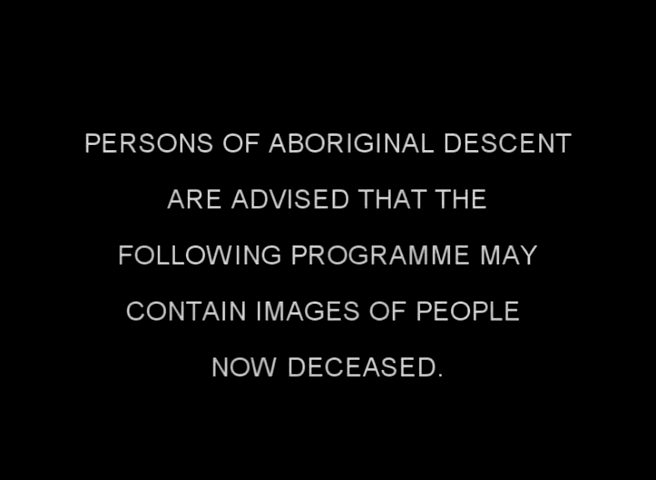 PERSONS OF ABORIGINAL DESCENT
ARE ADVISED THAT THE
FOLLOWING PROGRAMME MAY
CONTAIN IMAGES OF PEOPLE
NOW DECEASED.